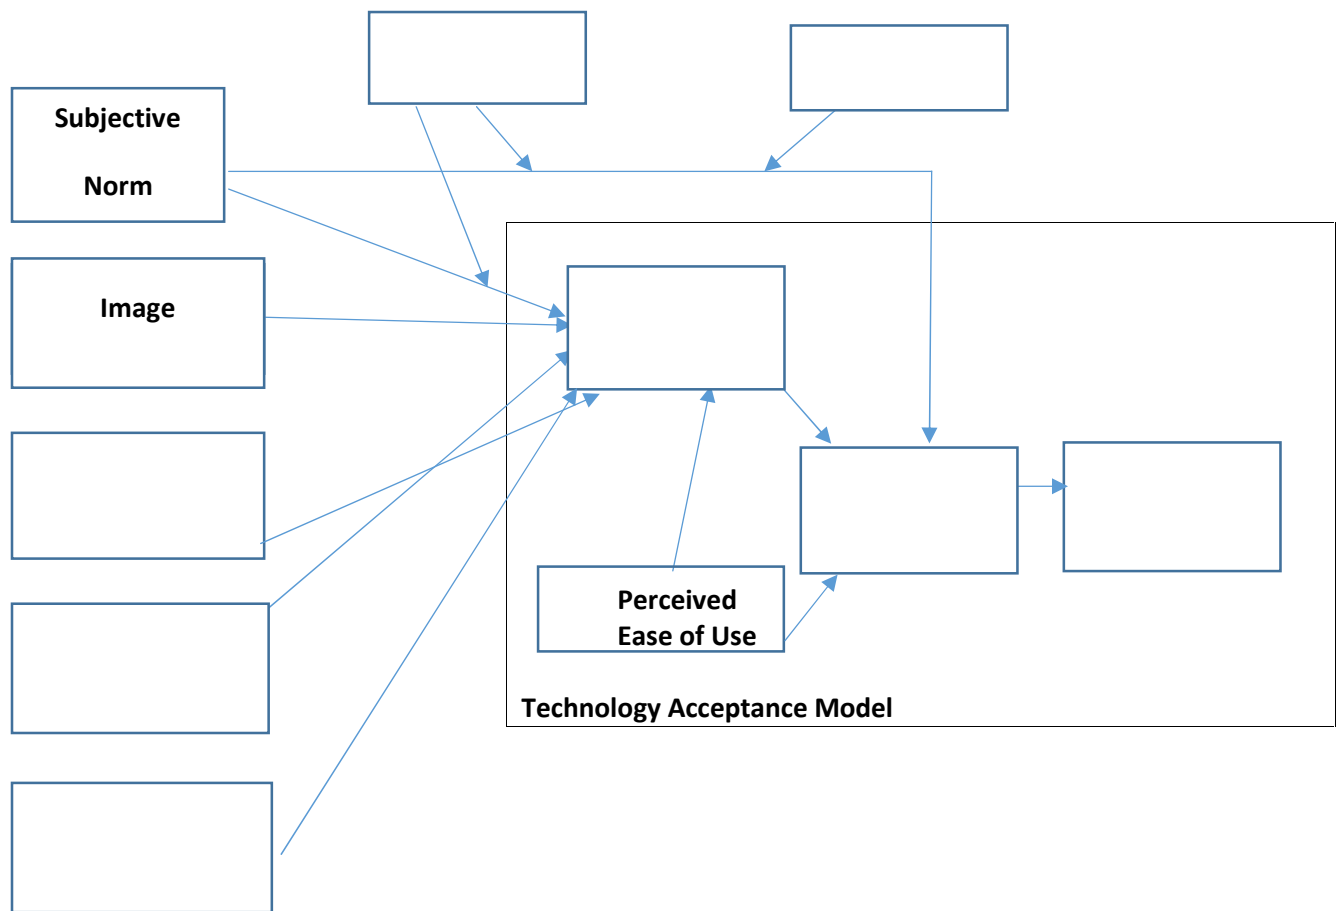 Subjective
Norm
Image
Perceived
Ease of Use
Technology Acceptance Model